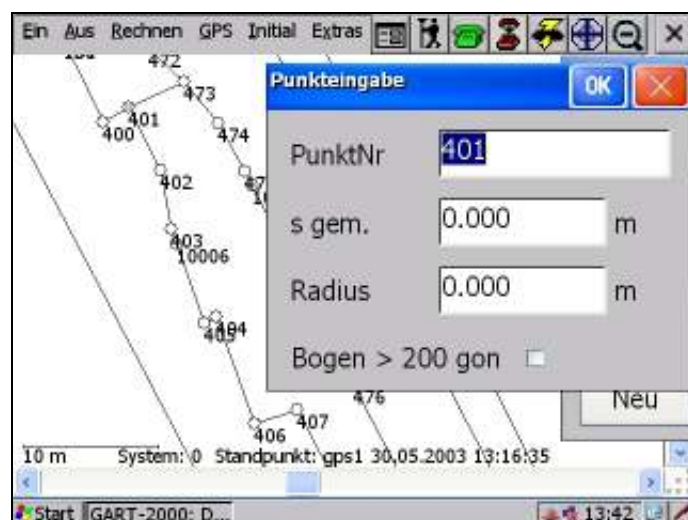 Ein Aus Rechnen GPS Initial Extras
472
473
Punkteingabe OK
401
400
474
PunktNr 401
402
s gem. 0.000 m
403
10006
Radius 0.000 m
404
405
Bogen > 200 gon
476
Neu
407
406
10 m System: 0 Standpunkt: gps1 30.05.2003 13:16:35
Start GART-2000: D... 13:42